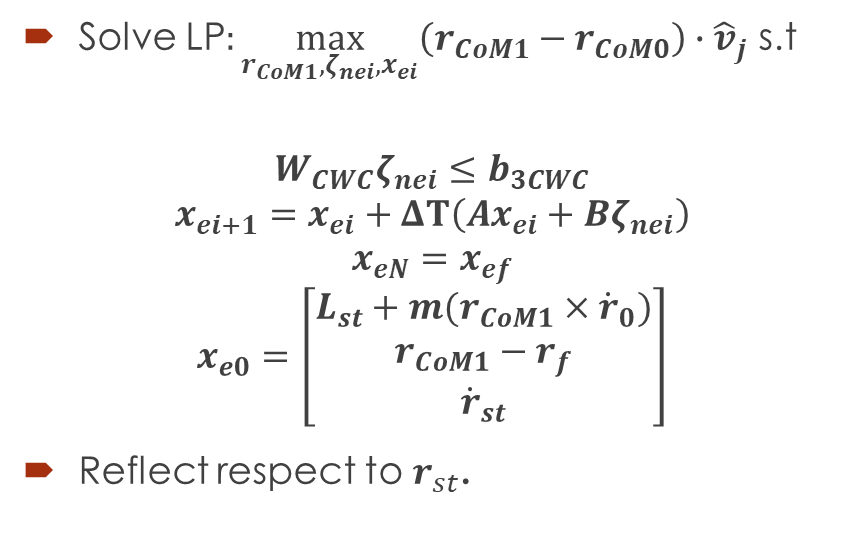 Solve LP: max (r_CoM1 − r_CoM0) · v̂_j s.t
r_CoM1,ζ_nei,x_ei
W_CWC ζ_nei ≤ b_3CWC
x_ei+1 = x_ei + ΔT(Ax_ei + Bζ_nei)
x_eN = x_ef
x_e0 = [L_st + m(r_CoM1 × ṙ_0)
r_CoM1 − r_f
ṙ_st]
Reflect respect to r_st.